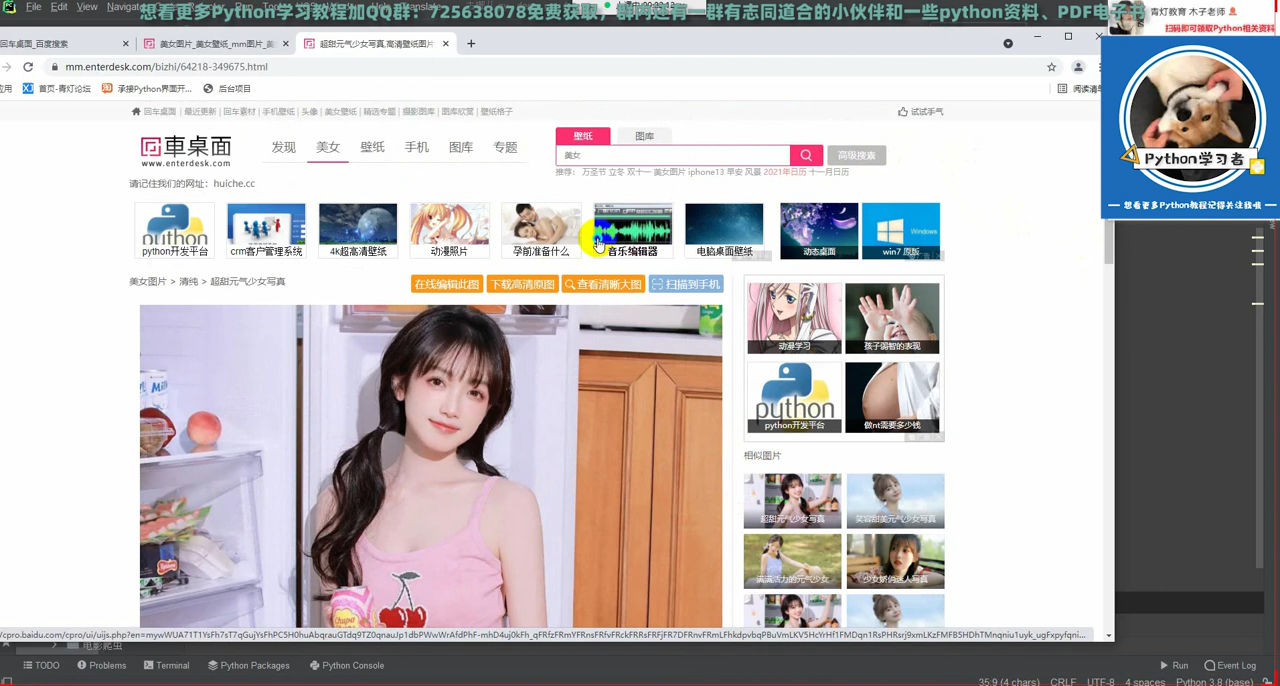 File Edit View Navigate
想看更多Python学习教程加QQ群：725638078免费获取，群内还有一群有志同道合的小伙伴和一些python资料、PDF电子书
青灯教育 木子老师
扫码即可领取Python相关资料
回车桌面_百度搜索
美女图片_美女壁纸_mm图片_美
超甜元气少女写真,高清壁纸图片
mm.enterdesk.com/bizhi/64218-349675.html
应用
首页-青灯论坛
承接Python界面开...
后台项目
阅读清单
回车桌面 | 最近更新 | 回车素材 | 手机壁纸 | 头像 | 美女壁纸 | 精选专题 | 摄影图库 | 图库欣赏 | 壁纸格子
试试手气
回車桌面
www.enterdesk.com
发现 美女 壁纸 手机 图库 专题
壁纸 图库
美女
高级搜索
推荐： 万圣节 立冬 双十一 美女图片 iphone13 早安 风景 2021年日历 十一月日历
请记住我们的网址：huiche.cc
python开发平台
crm客户管理系统
4k超高清壁纸
动漫照片
孕前准备什么
音乐编辑器
电脑桌面壁纸
动态桌面
Windows
win7 原版
美女图片 > 清纯 > 超甜元气少女写真
在线编辑此图
下载高清原图
查看清晰大图
扫描到手机
动漫学习
孩子弱智的表现
python
python开发平台
做nt需要多少钱
相似图片
超甜元气少女写真
笑容甜美元气少女写真
满满活力的元气少女
少女娇俏迷人写真
Python学习者
想看更多Python教程记得关注我哦
电影爬虫
TODO
Problems
Terminal
Python Packages
Python Console
Run
Event Log
35:9 (4 chars) CRLF UTF-8 4 spaces Python 3.8 (base)